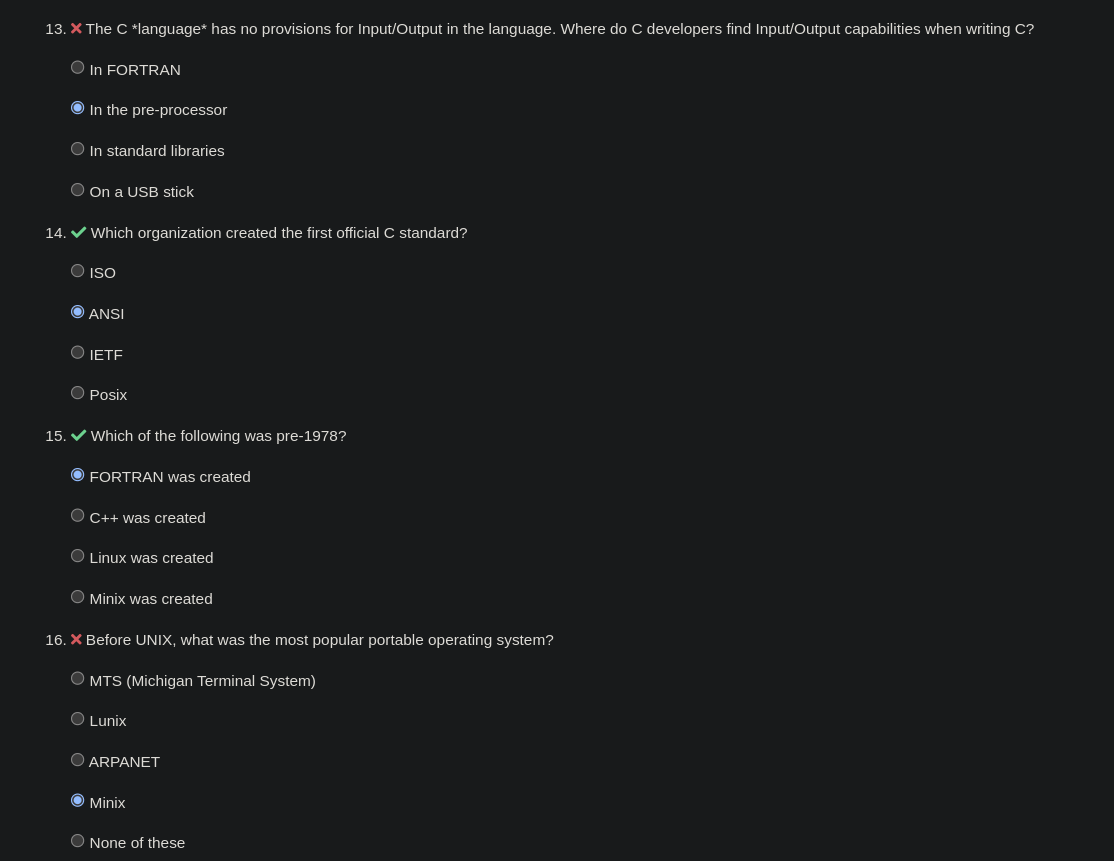 13. ✖ The C *language* has no provisions for Input/Output in the language. Where do C developers find Input/Output capabilities when writing C?
In FORTRAN
In the pre-processor
In standard libraries
On a USB stick
14. ✔ Which organization created the first official C standard?
ISO
ANSI
IETF
Posix
15. ✔ Which of the following was pre-1978?
FORTRAN was created
C++ was created
Linux was created
Minix was created
16. ✖ Before UNIX, what was the most popular portable operating system?
MTS (Michigan Terminal System)
Lunix
ARPANET
Minix
None of these